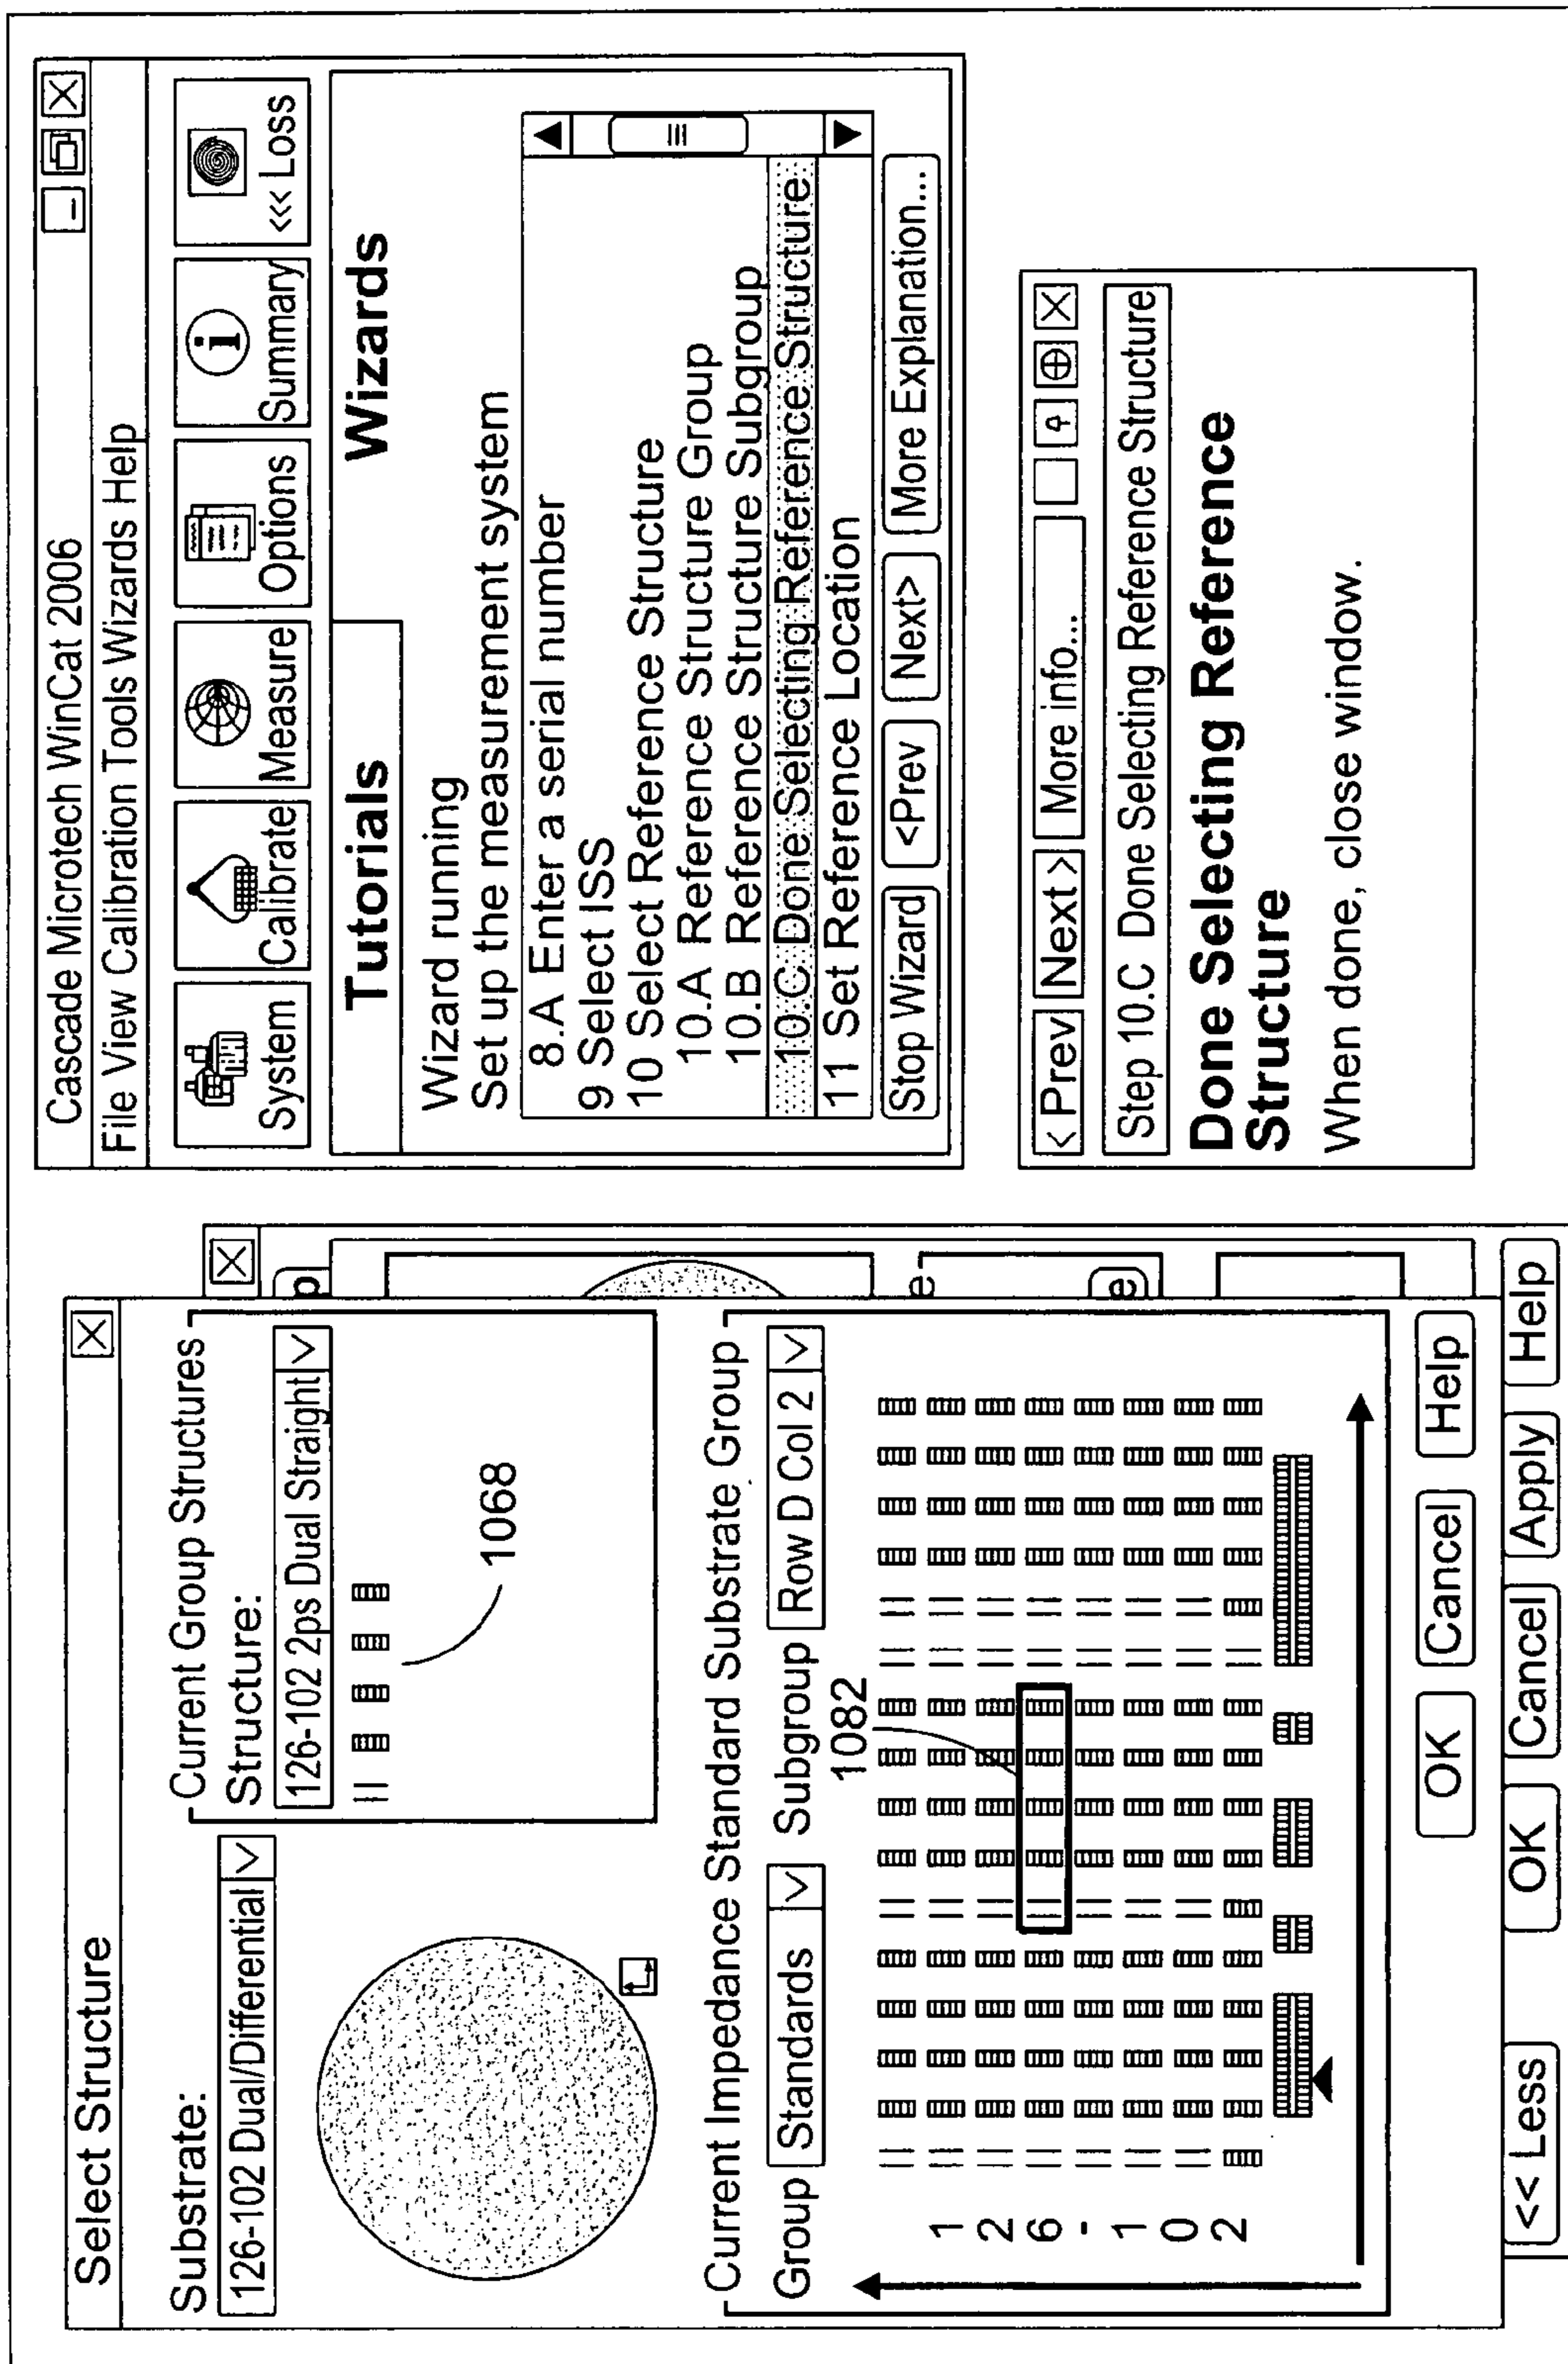 Select Structure
Substrate:
126-102 Dual/Differential
Current Group Structures
Structure:
126-102 2ps Dual Straight
1068
Current Impedance Standard Substrate Group
Group Standards Subgroup Row D Col 2
1082
1
2
6
-
1
0
2
OK Cancel Help
<< Less OK Cancel Apply Help
p
e
e
Cascade Microtech WinCat 2006
File View Calibration Tools Wizards Help
System Calibrate Measure Options Summary <<< Loss
i
Tutorials Wizards
Wizard running
Set up the measurement system
8.A Enter a serial number
9 Select ISS
10 Select Reference Structure
10.A Reference Structure Group
10.B Reference Structure Subgroup
10.C Done Selecting Reference Structure
11 Set Reference Location
Stop Wizard <Prev Next> More Explanation...
< Prev Next > More info...
Step 10.C Done Selecting Reference Structure
Done Selecting Reference
Structure
When done, close window.